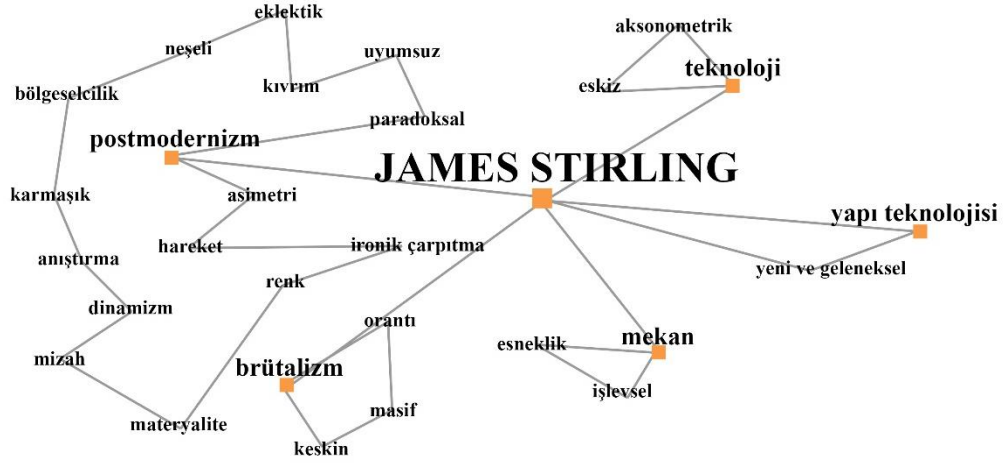 eklektik
aksonometrik
neşeli
uyumsuz
teknoloji
bölgeselcilik
kıvrım
eskiz
paradoksal
postmodernizm
JAMES STIRLING
karmaşık
asimetri
yapı teknolojisi
hareket
ironik çarpıtma
anıştırma
yeni ve geleneksel
renk
dinamizm
orantı
mekan
esneklik
mizah
brütalizm
işlevsel
masif
materyalite
keskin